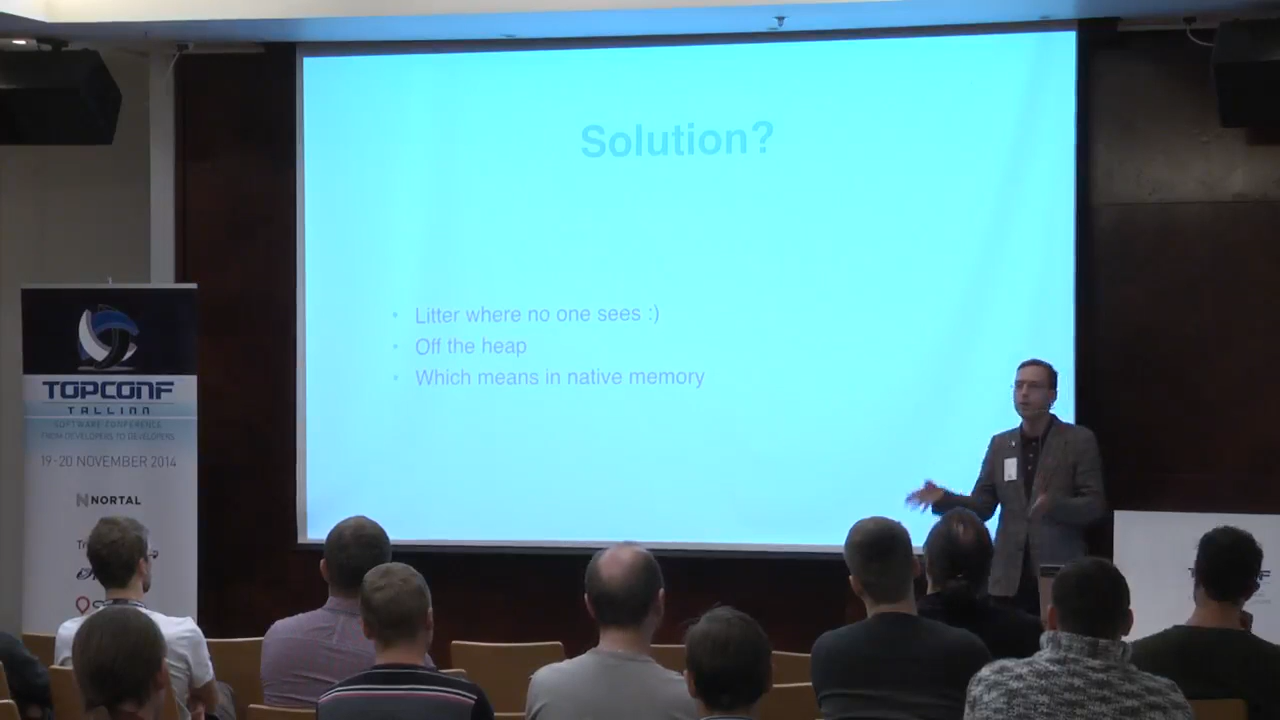 Solution?
• Litter where no one sees :)
• Off the heap
• Which means in native memory
TOPCONF
TALLINN
SOFTWARE CONFERENCE
FROM DEVELOPERS TO DEVELOPERS
19-20 NOVEMBER 2014
NORTAL